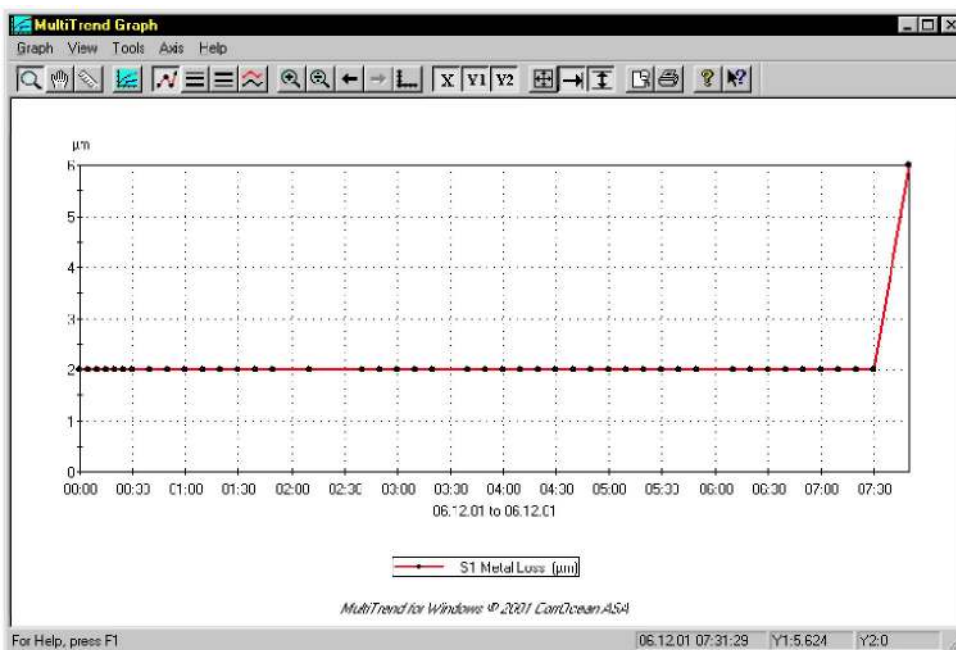 MultiTrend Graph
Graph View Tools Axis Help
X Y1 Y2
µm
6
5
4
3
2
1
0
00:00 00:30 01:00 01:30 02:00 02:30 03:00 03:30 04:00 04:30 05:00 05:30 06:00 06:30 07:00 07:30
06.12.01 to 06.12.01
S1 Metal Loss (µm)
MultiTrend for Windows © 2001 CorrOcean ASA
For Help, press F1 06.12.01 07:31:29 Y1:5.624 Y2:0